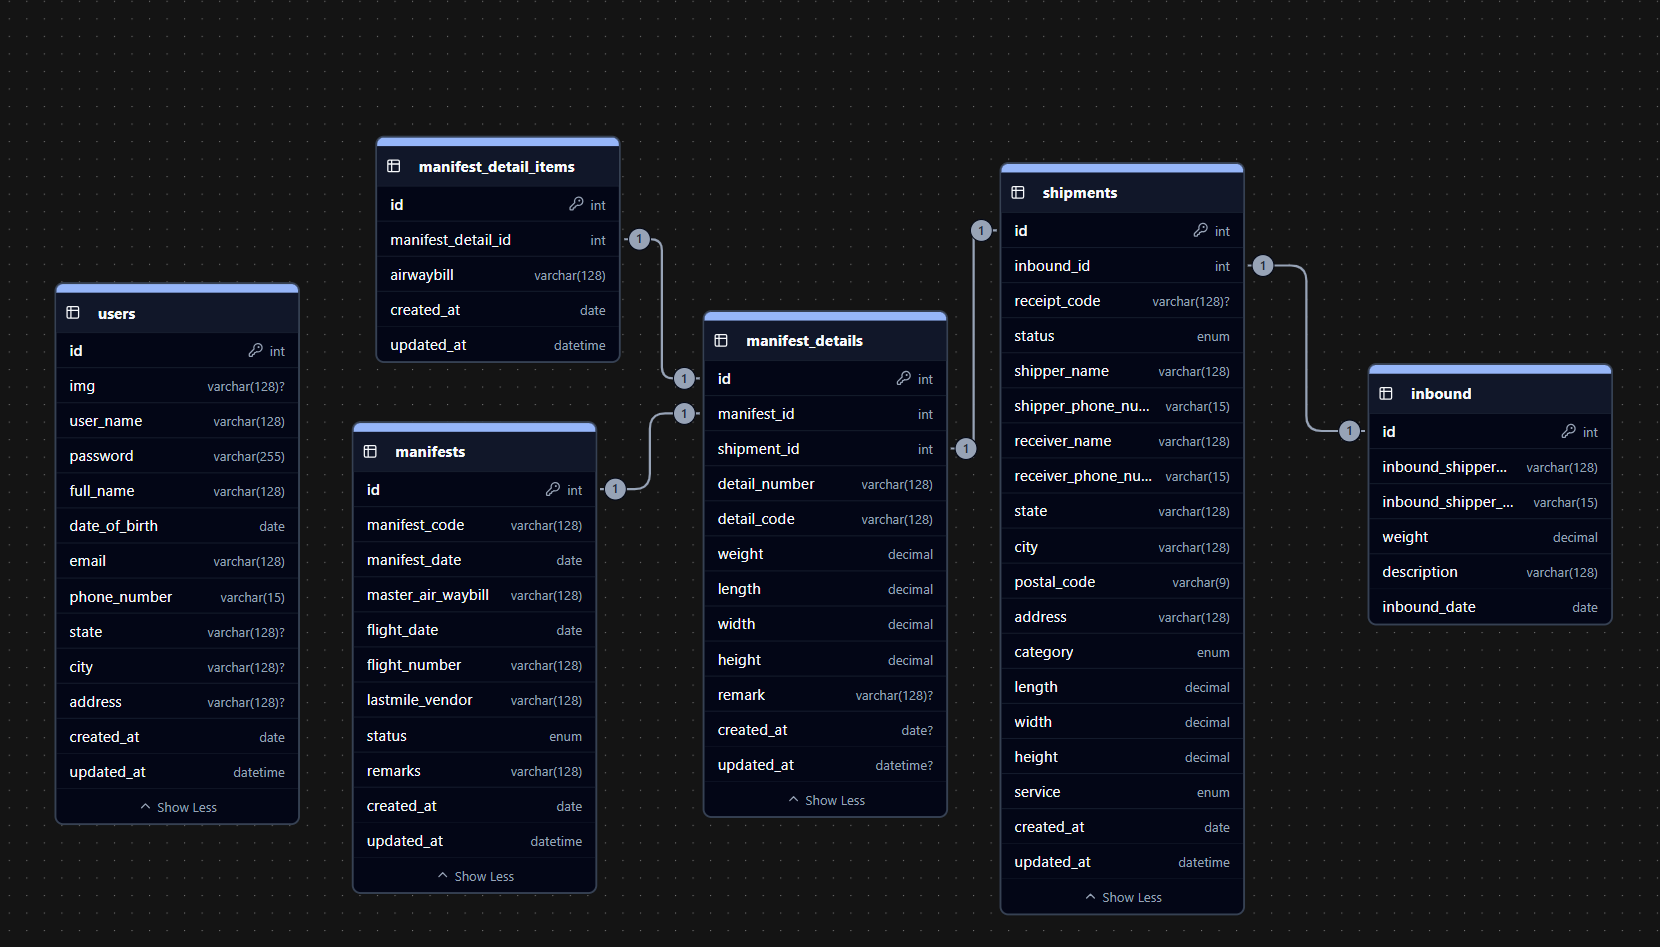 users
id int
img varchar(128)?
user_name varchar(128)
password varchar(255)
full_name varchar(128)
date_of_birth date
email varchar(128)
phone_number varchar(15)
state varchar(128)?
city varchar(128)?
address varchar(128)?
created_at date
updated_at datetime
Show Less
manifest_detail_items
id int
manifest_detail_id int
airwaybill varchar(128)
created_at date
updated_at datetime
manifests
id int
manifest_code varchar(128)
manifest_date date
master_air_waybill varchar(128)
flight_date date
flight_number varchar(128)
lastmile_vendor varchar(128)
status enum
remarks varchar(128)
created_at date
updated_at datetime
Show Less
1
1
1
1
manifest_details
id int
manifest_id int
shipment_id int
detail_number varchar(128)
detail_code varchar(128)
weight decimal
length decimal
width decimal
height decimal
remark varchar(128)?
created_at date?
updated_at datetime?
Show Less
1
1
shipments
id int
inbound_id int
receipt_code varchar(128)?
status enum
shipper_name varchar(128)
shipper_phone_nu... varchar(15)
receiver_name varchar(128)
receiver_phone_nu... varchar(15)
state varchar(128)
city varchar(128)
postal_code varchar(9)
address varchar(128)
category enum
length decimal
width decimal
height decimal
service enum
created_at date
updated_at datetime
Show Less
1
1
inbound
id int
inbound_shipper... varchar(128)
inbound_shipper_... varchar(15)
weight decimal
description varchar(128)
inbound_date date